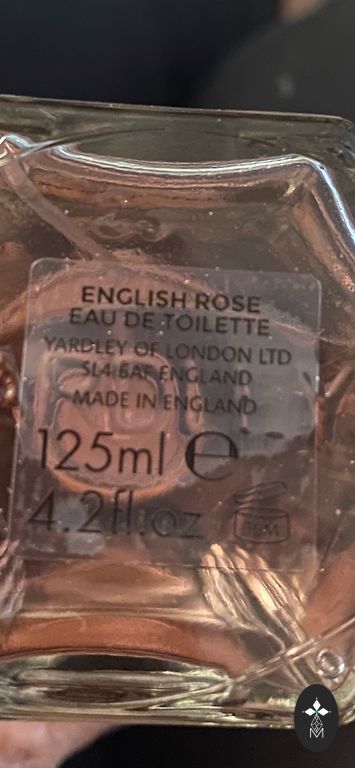 ENGLISH ROSE
EAU DE TOILETTE
YARDLEY OF LONDON LTD
SL4 6AF ENGLAND
MADE IN ENGLAND
125ml ℮
4.2fl.oz